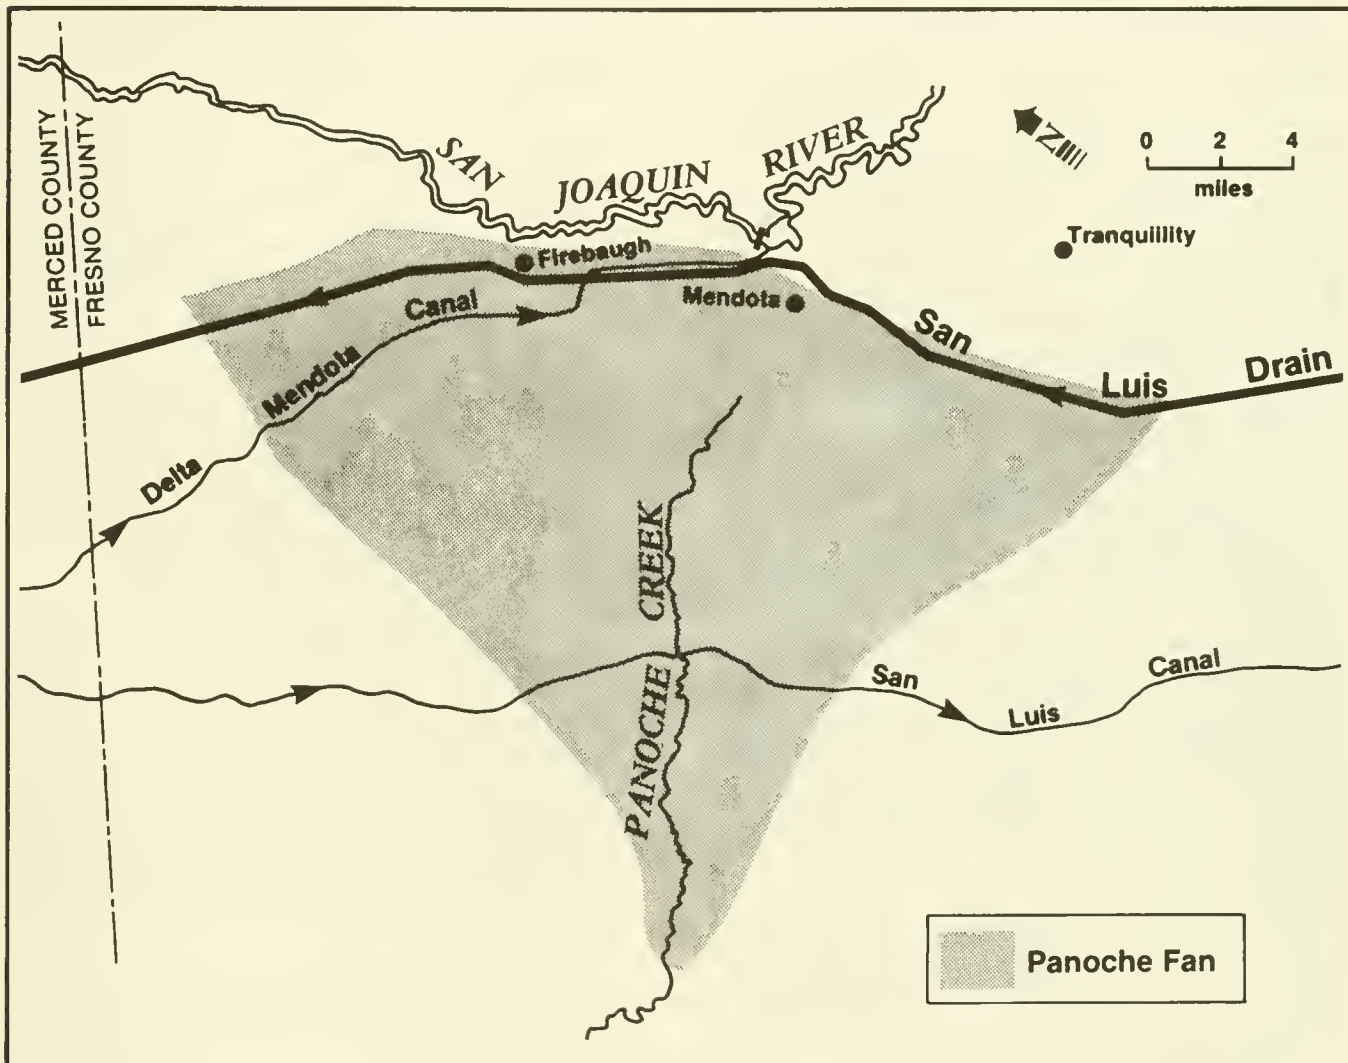 MERCED COUNTY
FRESNO COUNTY
SAN JOAQUIN RIVER
N
0 2 4
miles
Tranquillity
Firebaugh
Mendota
Delta Mendota Canal
San Luis Drain
PANOCHE CREEK
San Luis Canal
Panoche Fan